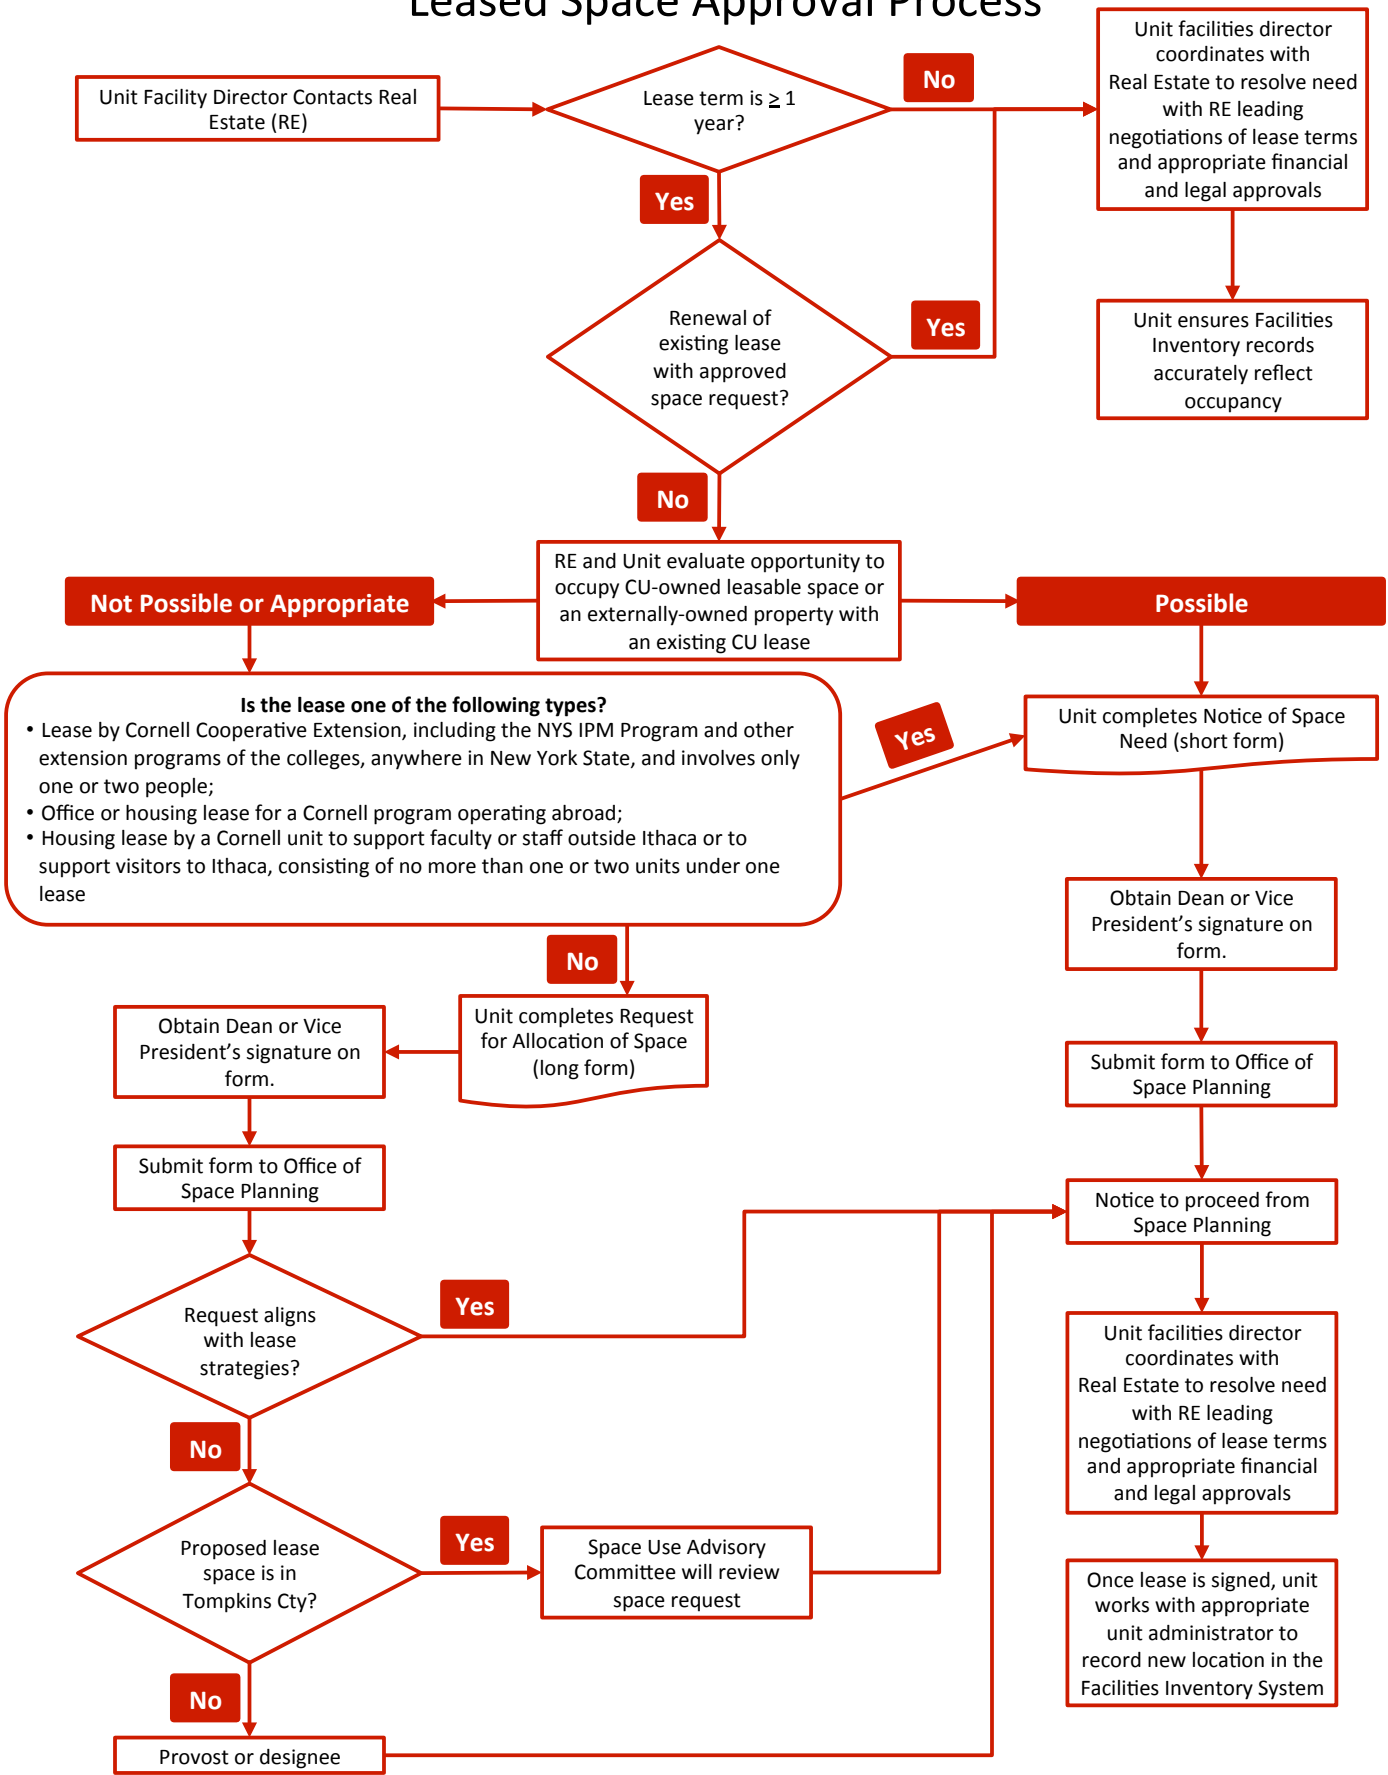 Leased Space Approval Process
Unit Facility Director Contacts Real
Estate (RE)
Lease term is ≥ 1
year?
No
Unit facilities director
coordinates with
Real Estate to resolve need
with RE leading
negotiations of lease terms
and appropriate financial
and legal approvals
Yes
Renewal of
existing lease
with approved
space request?
Yes
Unit ensures Facilities
Inventory records
accurately reflect
occupancy
No
RE and Unit evaluate opportunity to
occupy CU-owned leasable space or
an externally-owned property with
an existing CU lease
Not Possible or Appropriate
Possible
Is the lease one of the following types?
• Lease by Cornell Cooperative Extension, including the NYS IPM Program and other
extension programs of the colleges, anywhere in New York State, and involves only
one or two people;
• Office or housing lease for a Cornell program operating abroad;
• Housing lease by a Cornell unit to support faculty or staff outside Ithaca or to
support visitors to Ithaca, consisting of no more than one or two units under one
lease
Yes
Unit completes Notice of Space
Need (short form)
Obtain Dean or Vice
President's signature on
form.
No
Unit completes Request
for Allocation of Space
(long form)
Obtain Dean or Vice
President's signature on
form.
Submit form to Office of
Space Planning
Submit form to Office of
Space Planning
Notice to proceed from
Space Planning
Request aligns
with lease
strategies?
Yes
Unit facilities director
coordinates with
Real Estate to resolve need
with RE leading
negotiations of lease terms
and appropriate financial
and legal approvals
No
Proposed lease
space is in
Tompkins Cty?
Yes
Space Use Advisory
Committee will review
space request
Once lease is signed, unit
works with appropriate
unit administrator to
record new location in the
Facilities Inventory System
No
Provost or designee